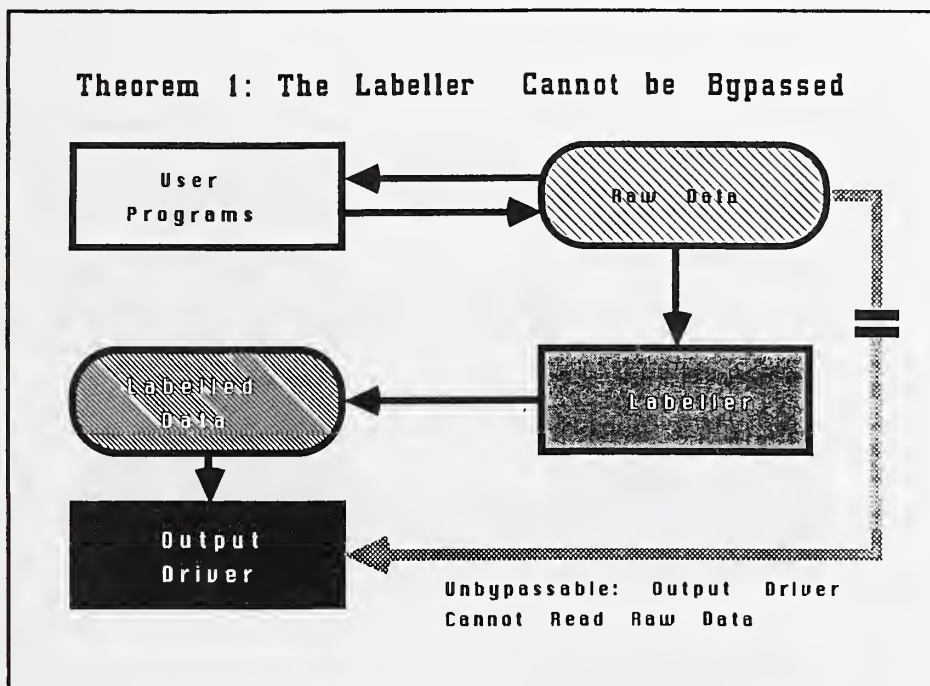 Theorem 1: The Labeller Cannot be Bypassed
User
Programs
Raw Data
Labelled
Data
Labeller
Output
Driver
Unbypassable: Output Driver
Cannot Read Raw Data